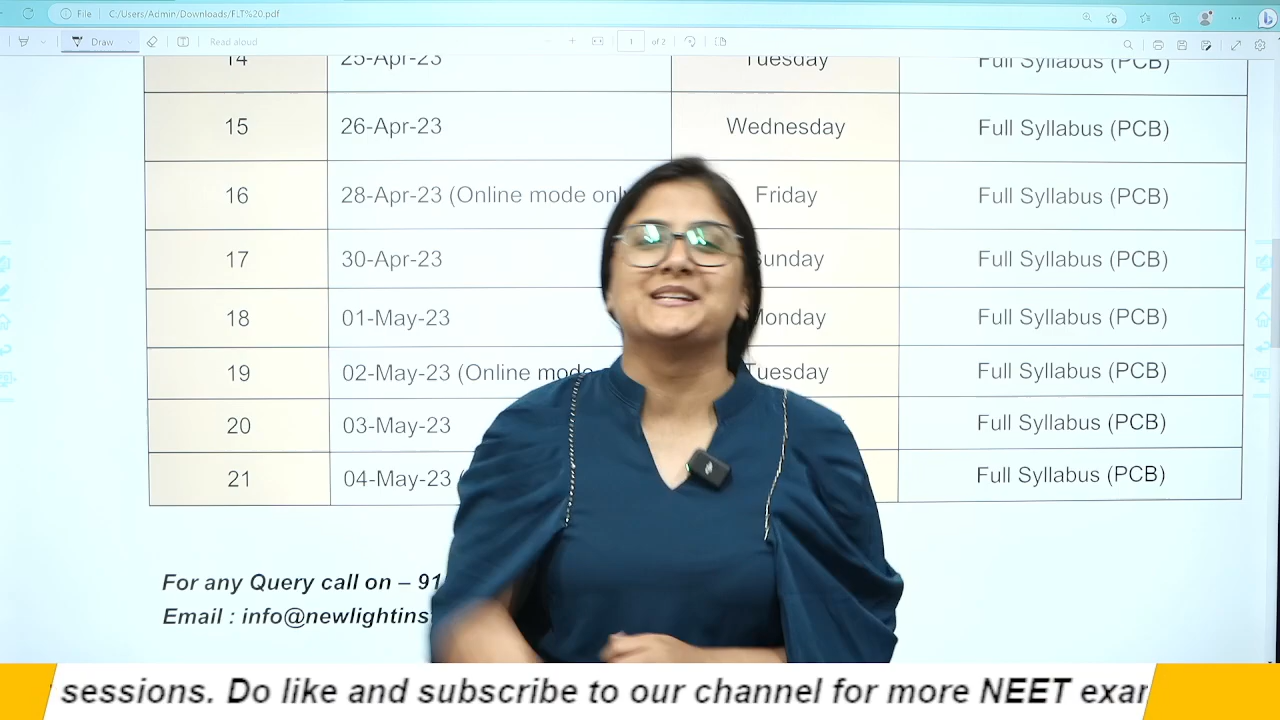 File C:/Users/Admin/Downloads/FLT%20.pdf
Draw Read aloud 1 of 2
14 25-Apr-23 Tuesday Full Syllabus (PCB)
15 26-Apr-23 Wednesday Full Syllabus (PCB)
16 28-Apr-23 (Online mode only Friday Full Syllabus (PCB)
17 30-Apr-23 Sunday Full Syllabus (PCB)
18 01-May-23 Monday Full Syllabus (PCB)
19 02-May-23 (Online mode Tuesday Full Syllabus (PCB)
20 03-May-23 Full Syllabus (PCB)
21 04-May-23 ( Full Syllabus (PCB)
For any Query call on – 91
Email : info@newlightins
sessions. Do like and subscribe to our channel for more NEET exam